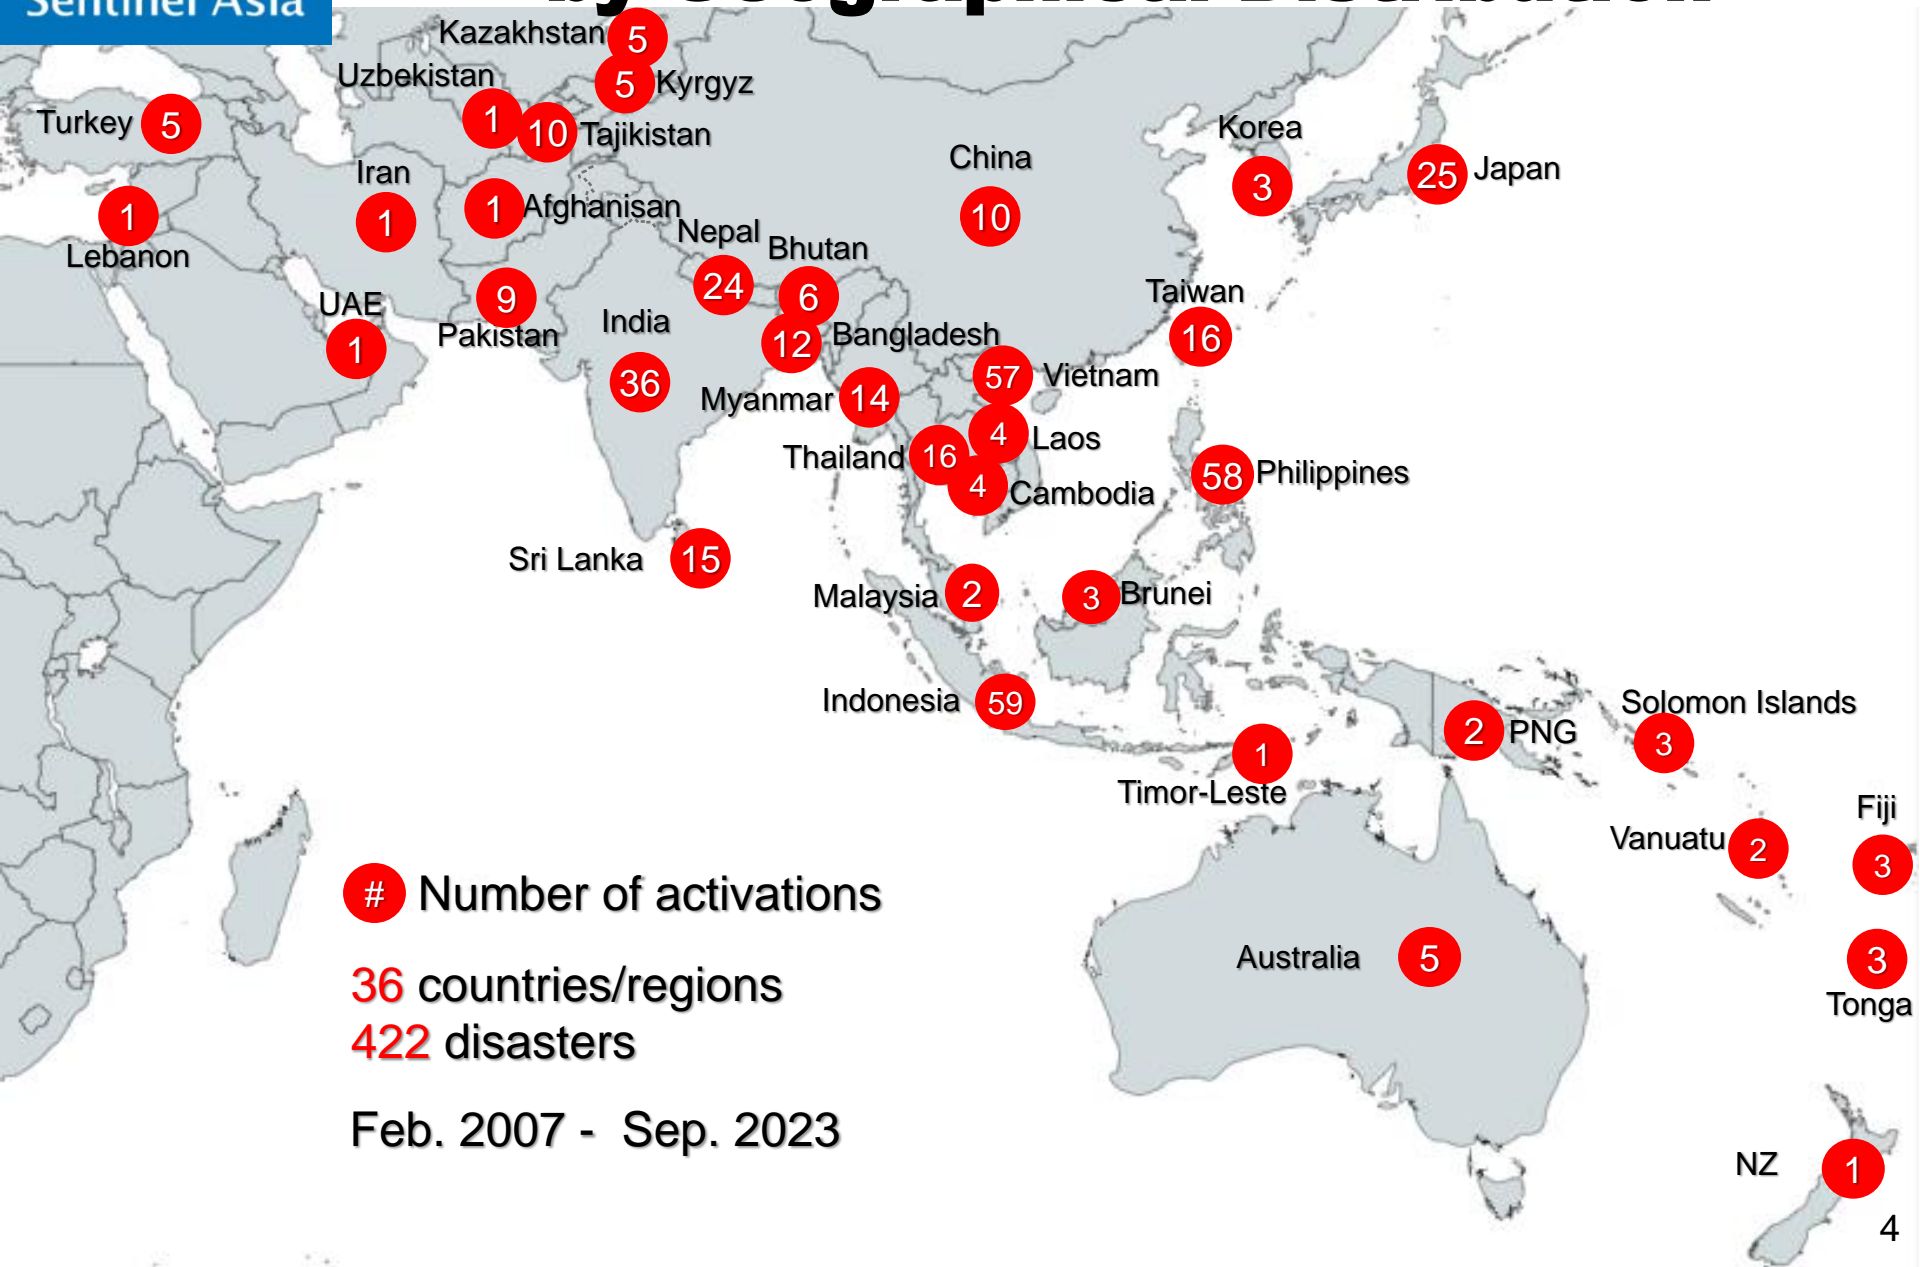 Sentinel Asia
by Geographical Distribution
Kazakhstan 5
Uzbekistan 1
5 Kyrgyz
Turkey 5
10 Tajikistan
Korea 3
China 10
25 Japan
Iran 1
1 Afghanisan
1 Lebanon
Nepal 24
Bhutan 6
9 Pakistan
UAE 1
India 36
12 Bangladesh
Taiwan 16
57 Vietnam
Myanmar 14
4 Laos
Thailand 16
4 Cambodia
58 Philippines
Sri Lanka 15
Malaysia 2
3 Brunei
Indonesia 59
2 PNG
Solomon Islands 3
1 Timor-Leste
Vanuatu 2
Fiji 3
# Number of activations
Australia 5
3 Tonga
36 countries/regions
422 disasters
Feb. 2007 - Sep. 2023
NZ 1
4